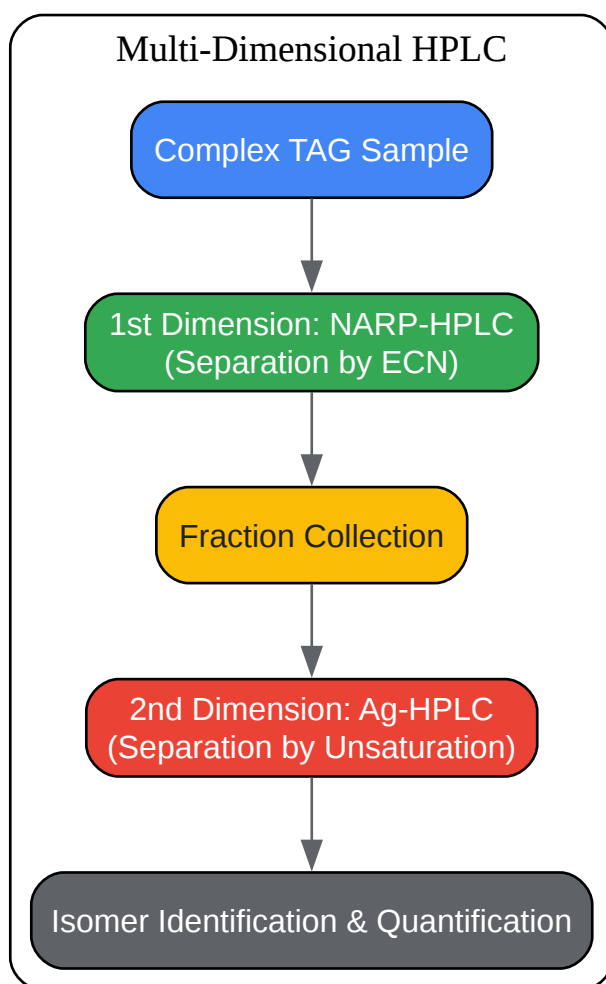 Multi-Dimensional HPLC
Complex TAG Sample
1st Dimension: NARP-HPLC
(Separation by ECN)
Fraction Collection
2nd Dimension: Ag-HPLC
(Separation by Unsaturation)
Isomer Identification & Quantification